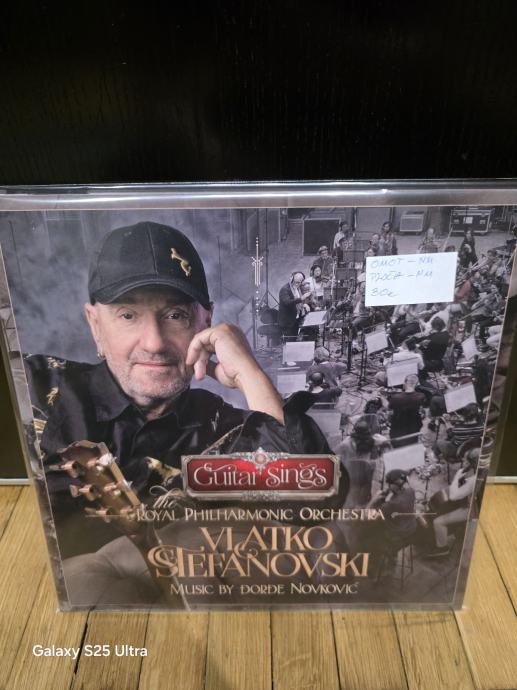 OMOT - NM
PLOČA - NM
30€
Guitar Sings
the
ROYAL PHILHARMONIC ORCHESTRA
VLATKO
STEFANOVSKI
MUSIC BY ĐORĐE NOVKOVIĆ
Galaxy S25 Ultra